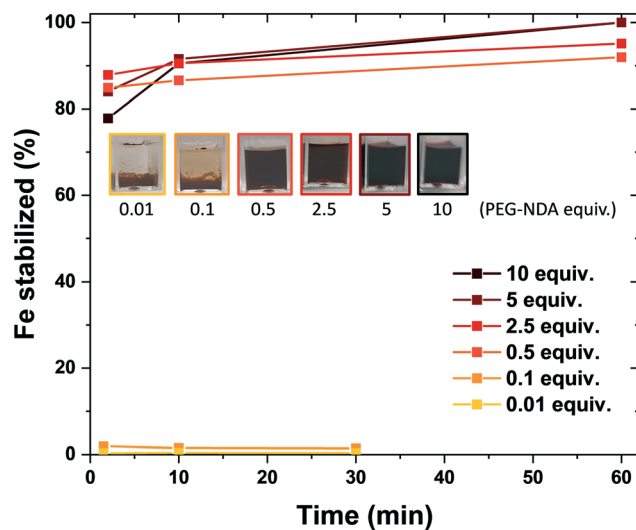 100
80
60
40
20
0
Fe stabilized (%)
0.01 0.1 0.5 2.5 5 10 (PEG-NDA equiv.)
10 equiv.
5 equiv.
2.5 equiv.
0.5 equiv.
0.1 equiv.
0.01 equiv.
0 10 20 30 40 50 60
Time (min)